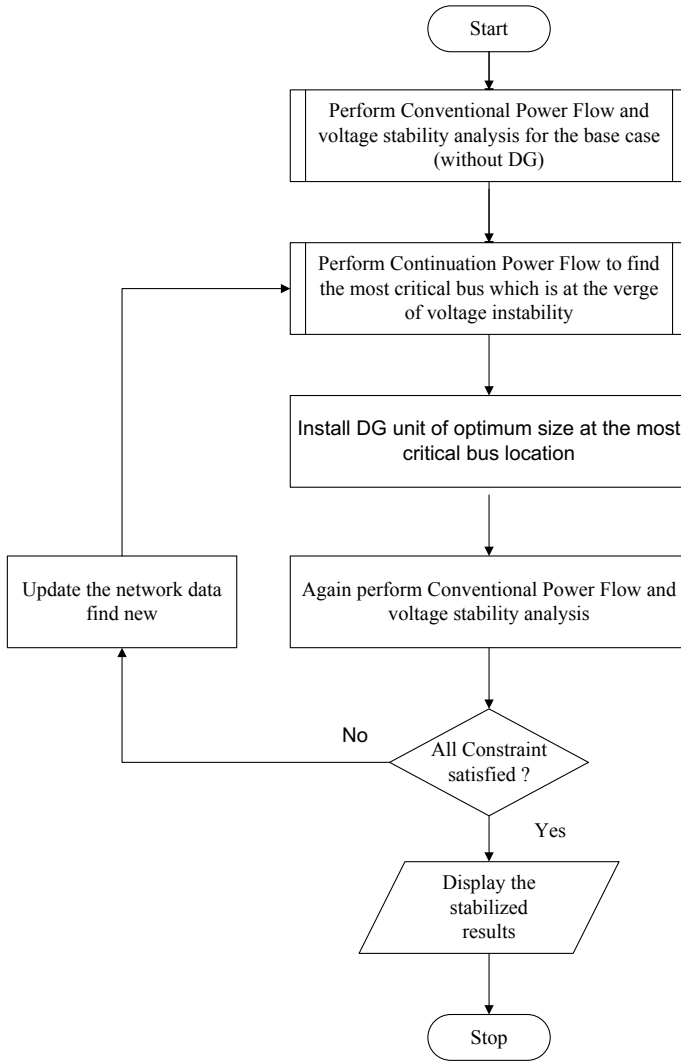 Start
Perform Conventional Power Flow and
voltage stability analysis for the base case
(without DG)
Perform Continuation Power Flow to find
the most critical bus which is at the verge
of voltage instability
Install DG unit of optimum size at the most
critical bus location
Update the network data
find new
Again perform Conventional Power Flow and
voltage stability analysis
No
All Constraint
satisfied ?
Yes
Display the
stabilized
results
Stop